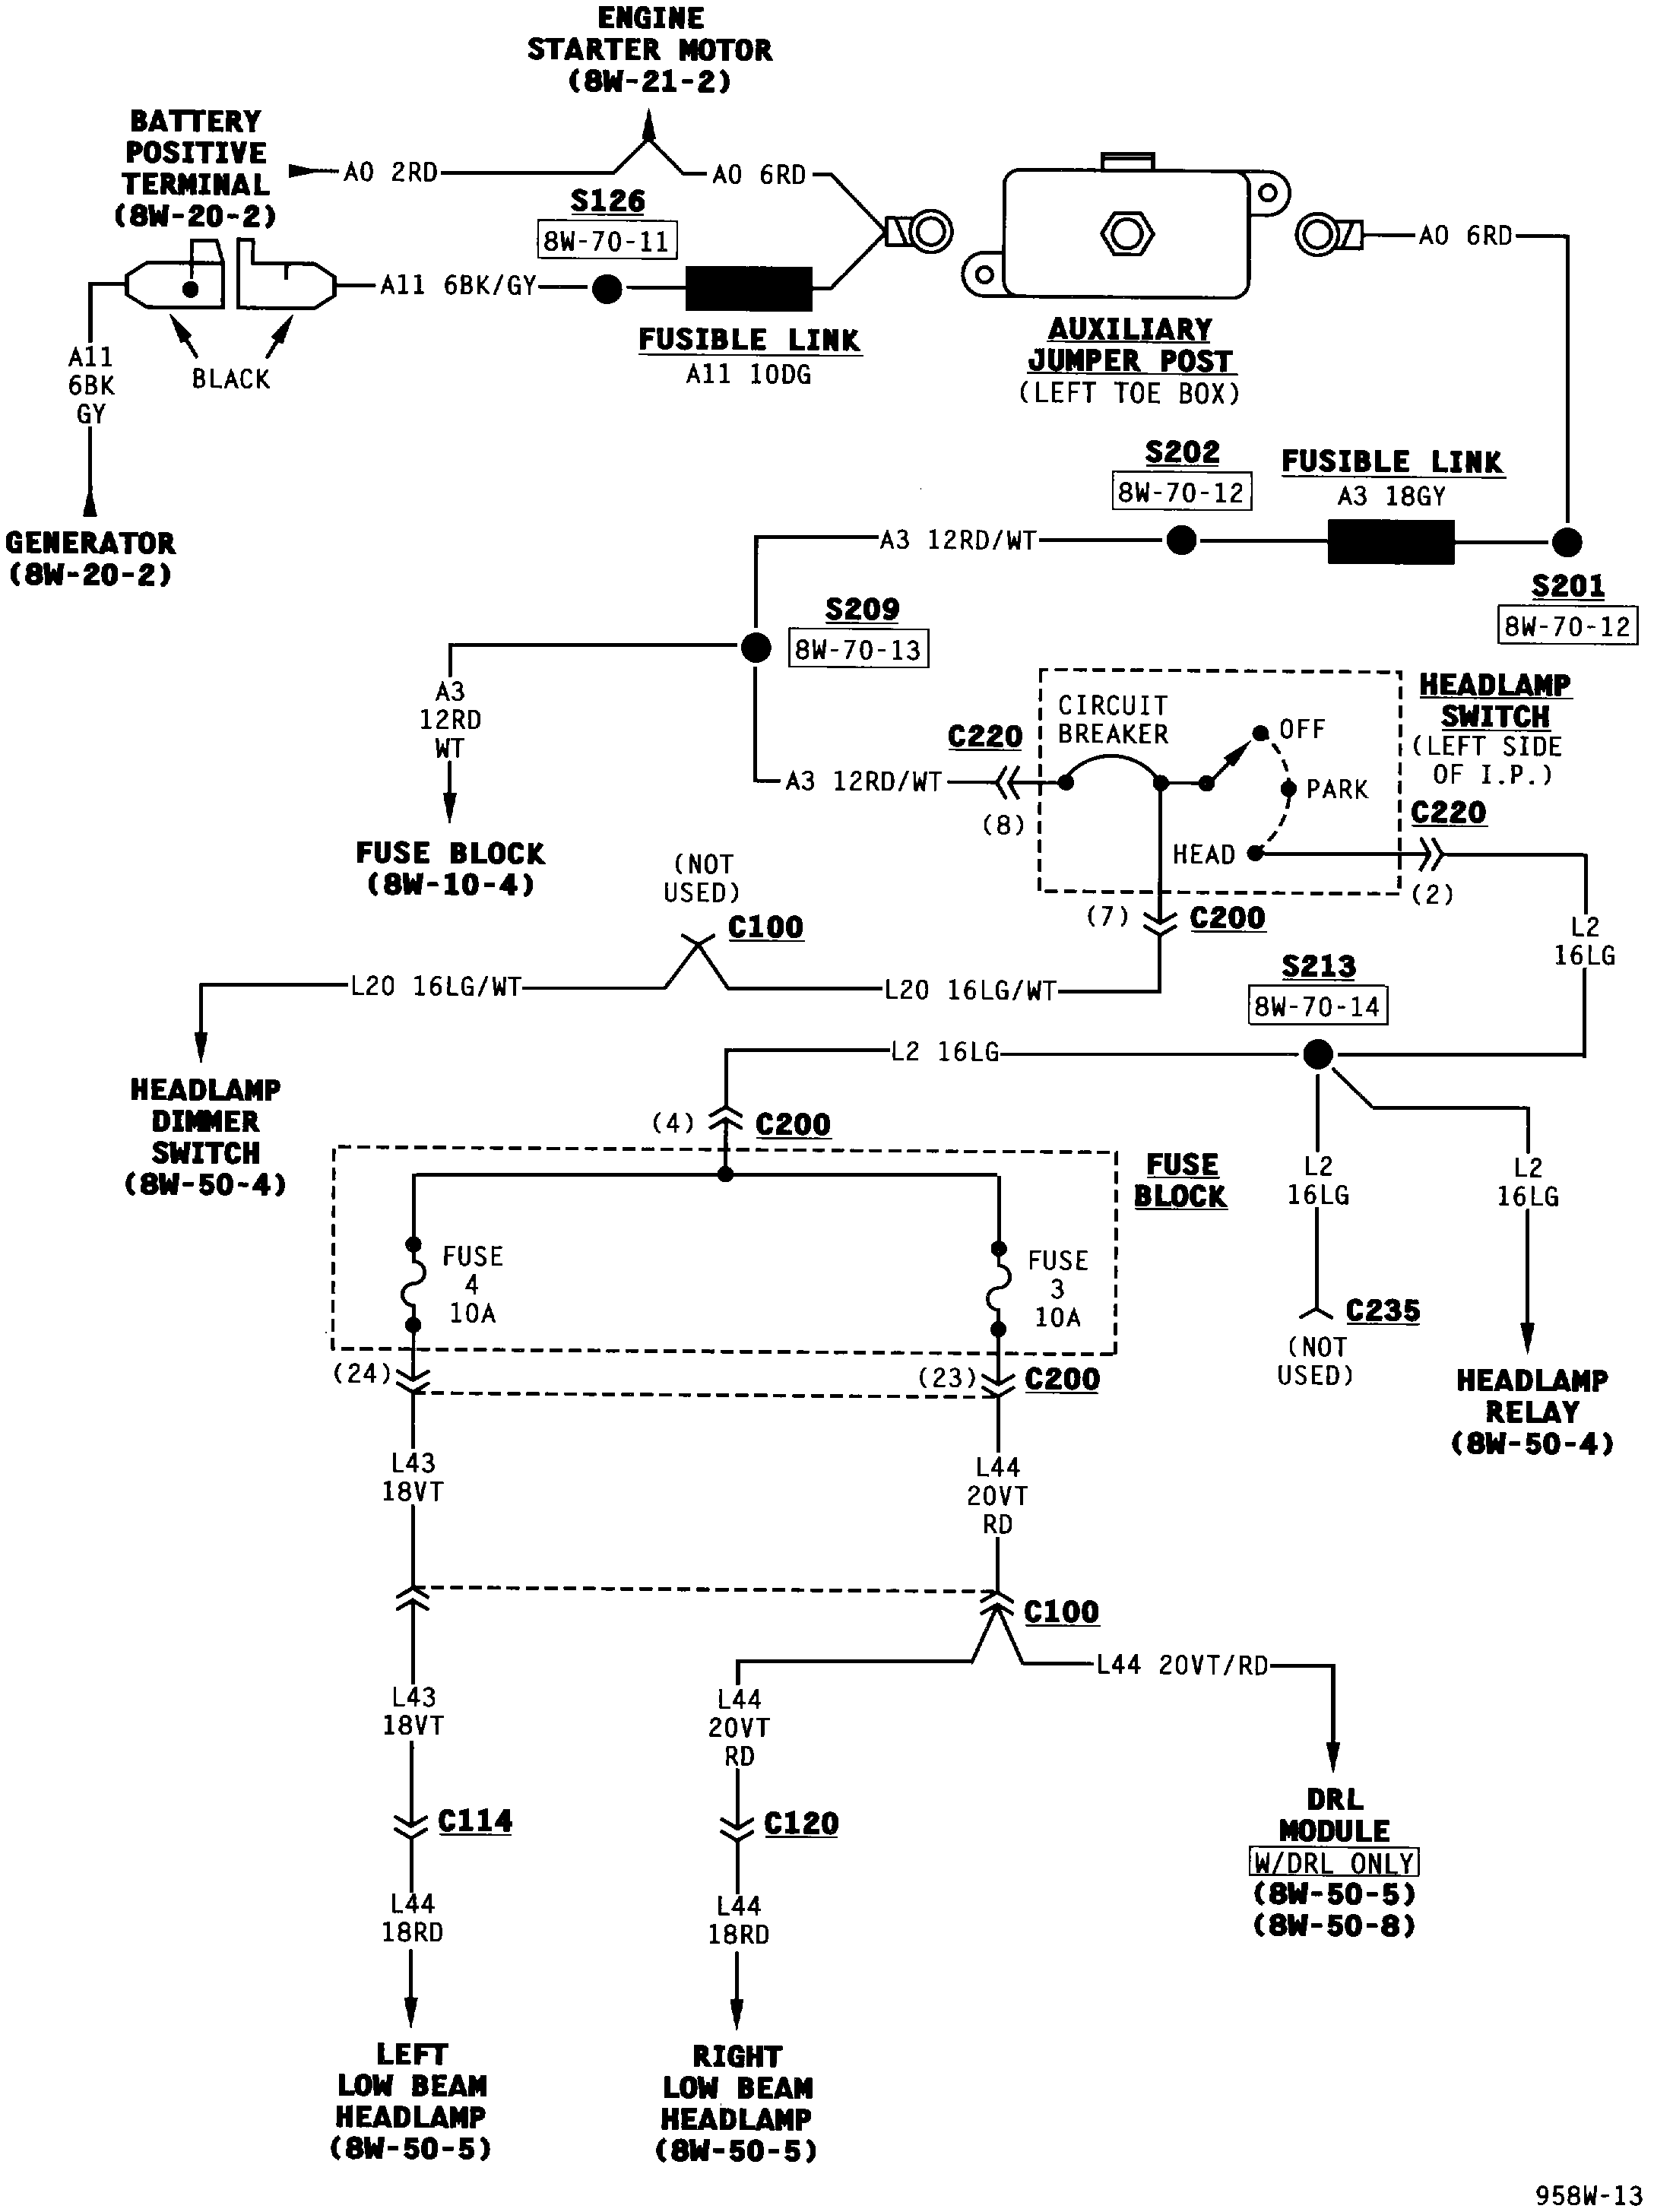 ENGINE
STARTER MOTOR
(8W-21-2)
BATTERY
POSITIVE
TERMINAL
(8W-20-2)
A0 2RD
A0 6RD
S126
8W-70-11
A11 6BK/GY
FUSIBLE LINK
A11 10DG
A11
6BK
GY
BLACK
GENERATOR
(8W-20-2)
AUXILIARY
JUMPER POST
(LEFT TOE BOX)
A0 6RD
S202
8W-70-12
FUSIBLE LINK
A3 18GY
A3 12RD/WT
S201
8W-70-12
S209
8W-70-13
A3
12RD
WT
FUSE BLOCK
(8W-10-4)
A3 12RD/WT
C220
(8)
CIRCUIT
BREAKER
OFF
PARK
HEAD
HEADLAMP
SWITCH
(LEFT SIDE
OF I.P.)
C220
(2)
L2
16LG
(NOT
USED)
C100
(7)
C200
L20 16LG/WT
L20 16LG/WT
S213
8W-70-14
HEADLAMP
DIMMER
SWITCH
(8W-50-4)
L2 16LG
(4)
C200
FUSE
BLOCK
FUSE
4
10A
FUSE
3
10A
L2
16LG
L2
16LG
C235
(NOT
USED)
HEADLAMP
RELAY
(8W-50-4)
(24)
(23)
C200
L43
18VT
L44
20VT
RD
C100
L43
18VT
L44
20VT
RD
L44 20VT/RD
C114
C120
DRL
MODULE
W/DRL ONLY
(8W-50-5)
(8W-50-8)
L44
18RD
L44
18RD
LEFT
LOW BEAM
HEADLAMP
(8W-50-5)
RIGHT
LOW BEAM
HEADLAMP
(8W-50-5)
958W-13